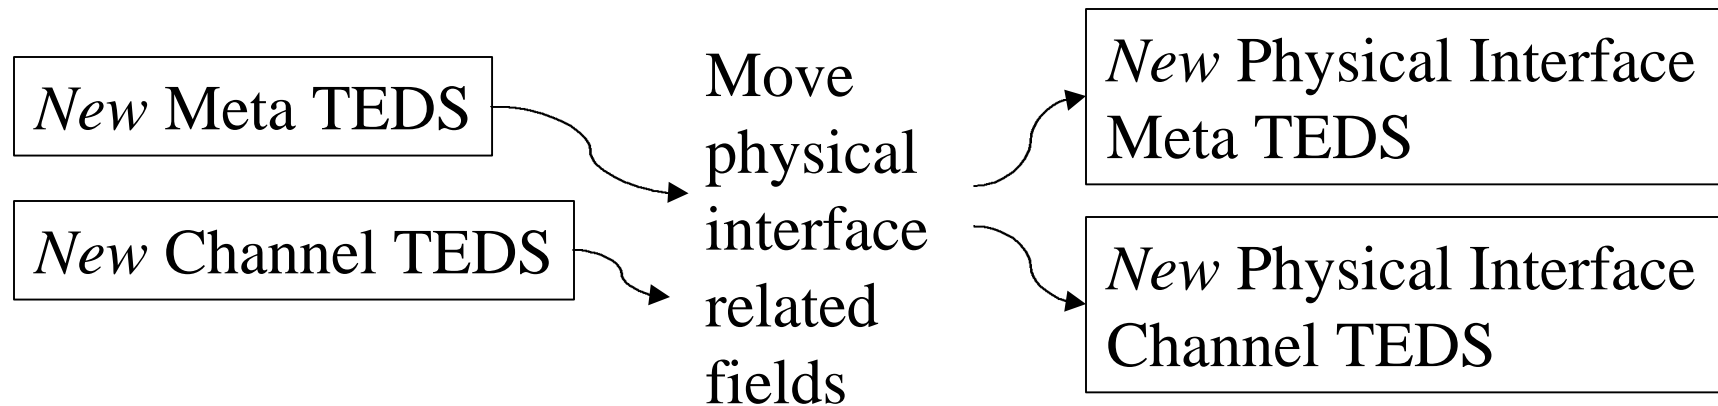 New Meta TEDS
New Channel TEDS
Move
physical
interface
related
fields
New Physical Interface
Meta TEDS
New Physical Interface
Channel TEDS